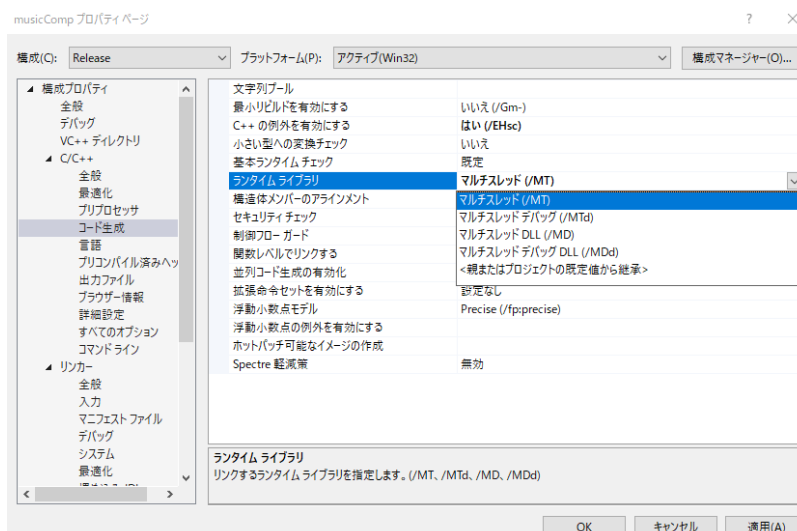 musicComp プロパティ ページ
? ×
構成(C): Release プラットフォーム(P): アクティブ(Win32) 構成マネージャー(O)...
構成プロパティ
全般
デバッグ
VC++ ディレクトリ
C/C++
全般
最適化
プリプロセッサ
コード生成
言語
プリコンパイル済みヘッ
出力ファイル
ブラウザー情報
詳細設定
すべてのオプション
コマンド ライン
リンカー
全般
入力
マニフェスト ファイル
デバッグ
システム
最適化
文字列プール
最小リビルドを有効にする いいえ (/Gm-)
C++ の例外を有効にする はい (/EHsc)
小さい型への変換チェック いいえ
基本ランタイム チェック 既定
ランタイム ライブラリ マルチスレッド (/MT)
構造体メンバーのアラインメント
セキュリティ チェック
制御フロー ガード
関数レベルでリンクする
並列コード生成の有効化
拡張命令セットを有効にする 設定なし
浮動小数点モデル Precise (/fp:precise)
浮動小数点の例外を有効にする
ホットパッチ可能なイメージの作成
Spectre 軽減策 無効
マルチスレッド (/MT)
マルチスレッド デバッグ (/MTd)
マルチスレッド DLL (/MD)
マルチスレッド デバッグ DLL (/MDd)
<親またはプロジェクトの既定値から継承>
ランタイム ライブラリ
リンクするランタイム ライブラリを指定します。(/MT、/MTd、/MD、/MDd)
OK キャンセル 適用(A)